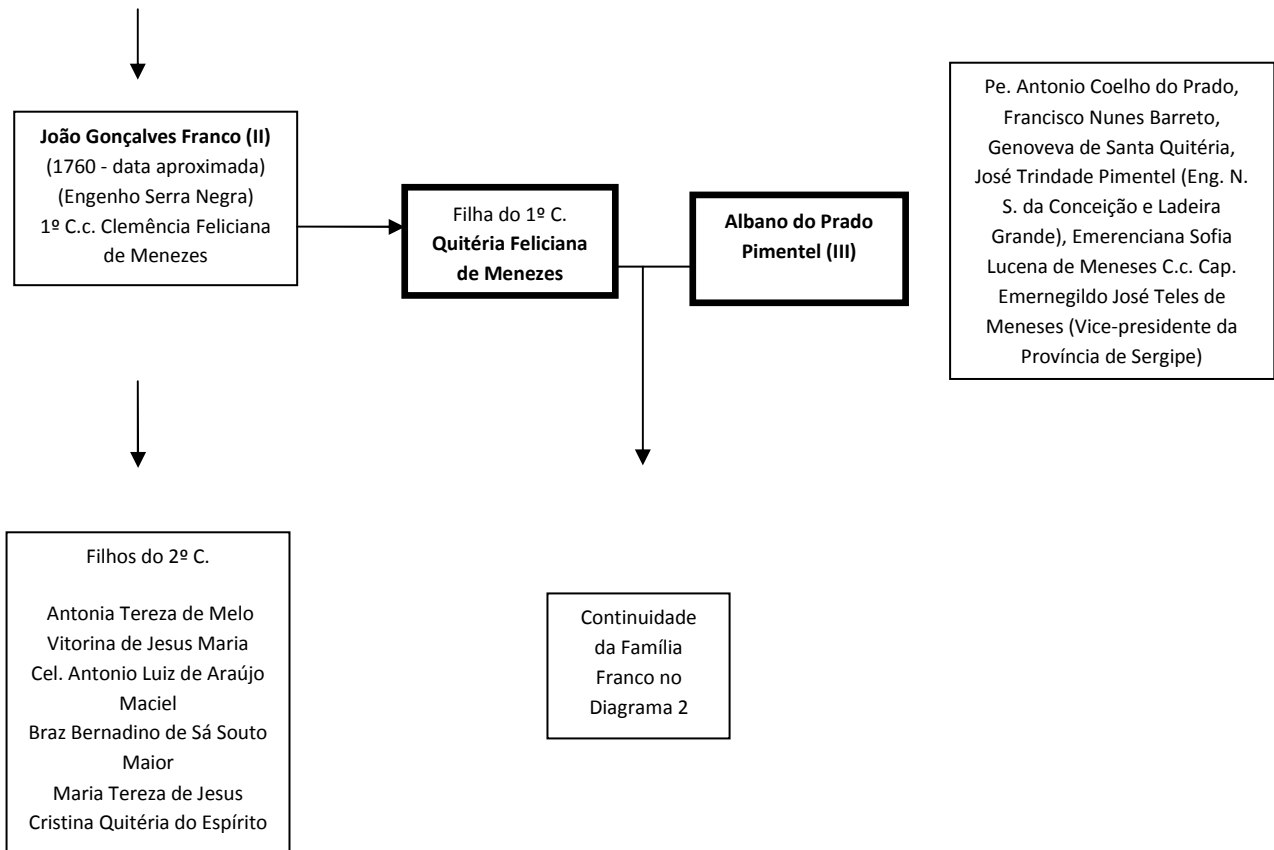 João Gonçalves Franco (II)
(1760 - data aproximada)
(Engenho Serra Negra)
1º C.c. Clemência Feliciana
de Menezes
Filha do 1º C.
Quitéria Feliciana
de Menezes
Albano do Prado
Pimentel (III)
Pe. Antonio Coelho do Prado,
Francisco Nunes Barreto,
Genoveva de Santa Quitéria,
José Trindade Pimentel (Eng. N.
S. da Conceição e Ladeira
Grande), Emerenciana Sofia
Lucena de Meneses C.c. Cap.
Emernegildo José Teles de
Meneses (Vice-presidente da
Província de Sergipe)
Filhos do 2º C.
Antonia Tereza de Melo
Vitorina de Jesus Maria
Cel. Antonio Luiz de Araújo
Maciel
Braz Bernadino de Sá Souto
Maior
Maria Tereza de Jesus
Cristina Quitéria do Espírito
Continuidade
da Família
Franco no
Diagrama 2